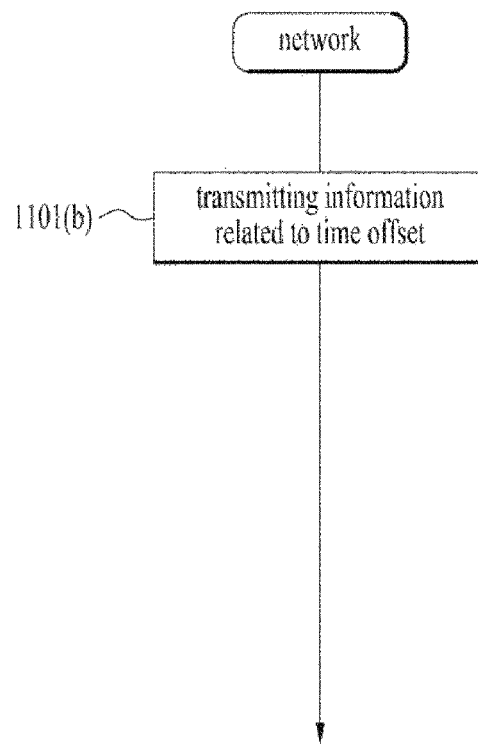 network
1101(b)
transmitting information
related to time offset